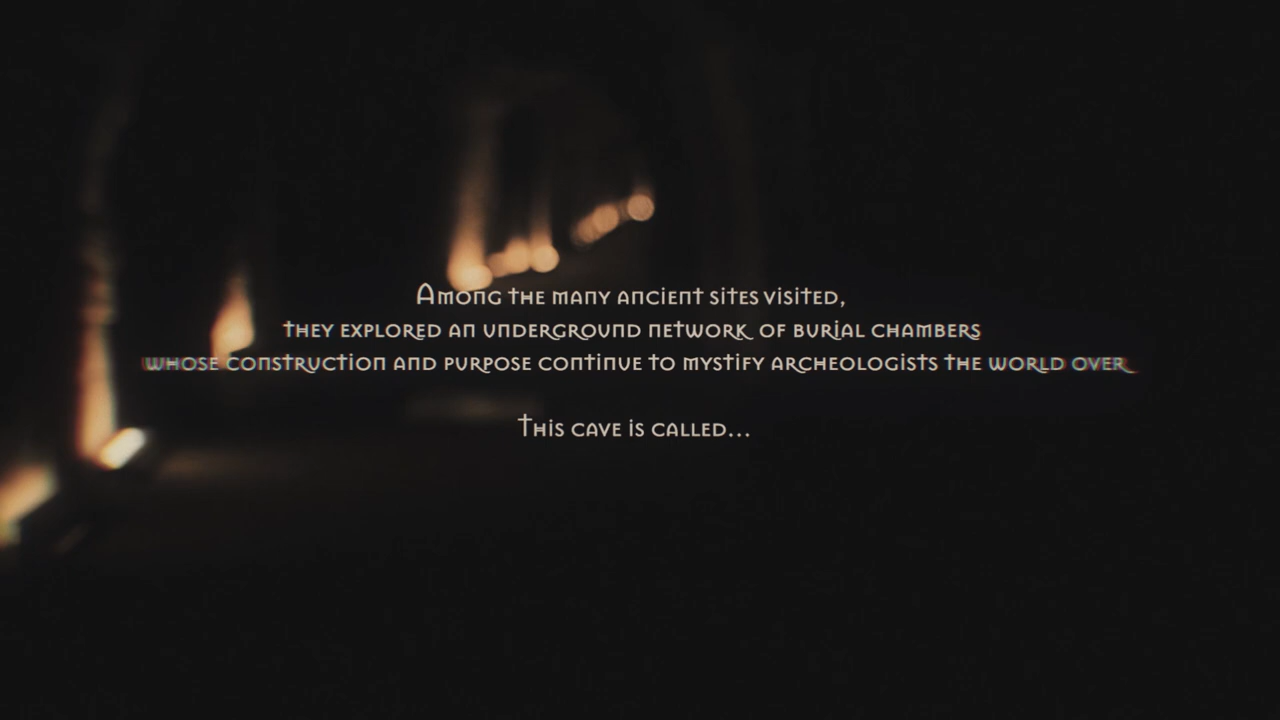 Among the many ancient sites visited,
they explored an underground network of burial chambers
whose construction and purpose continue to mystify archeologists the world over
This cave is called...